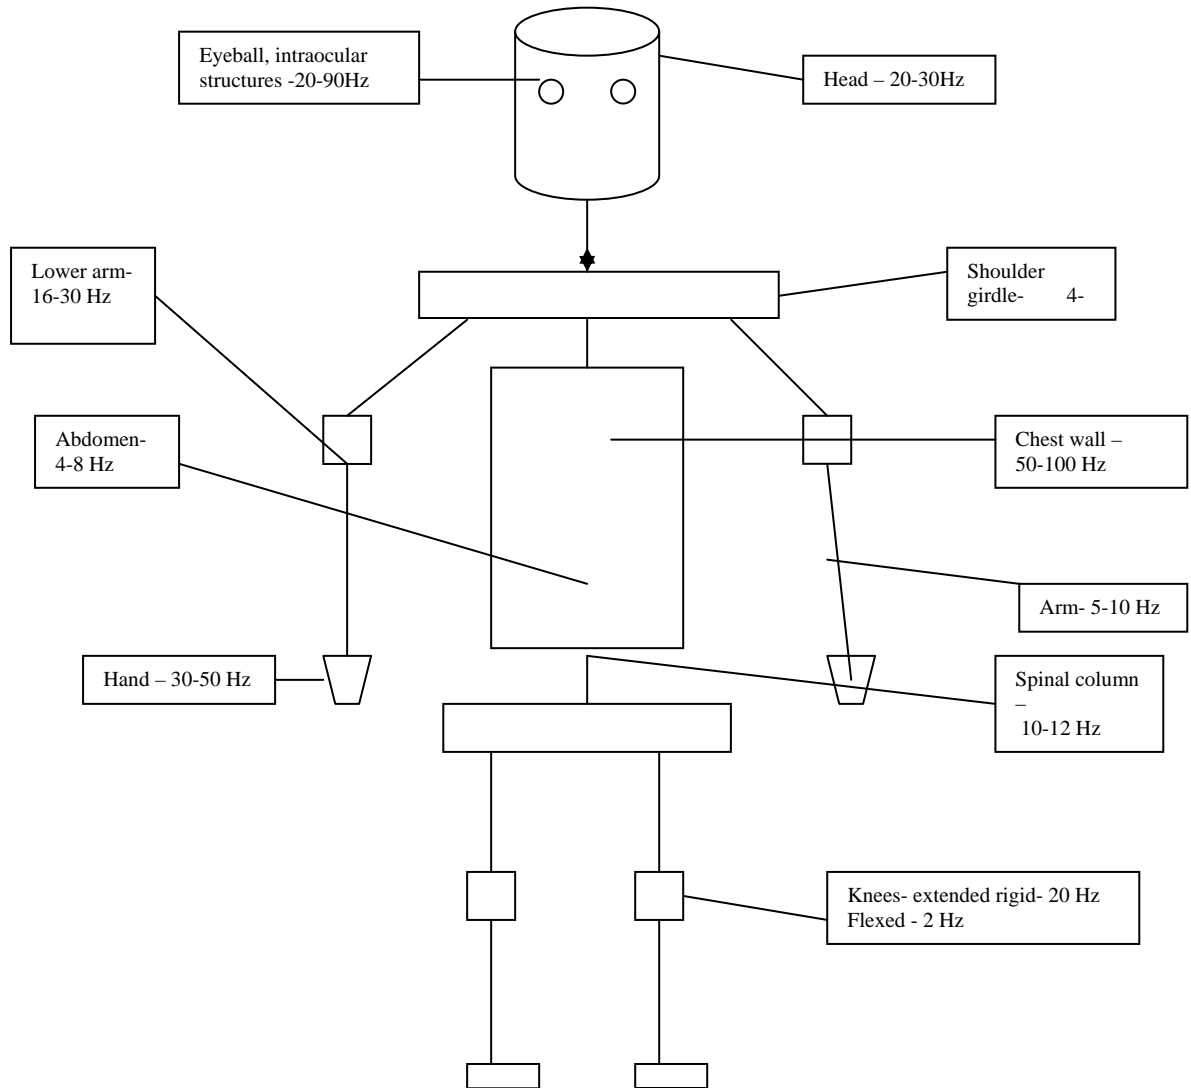 Eyeball, intraocular
structures -20-90Hz
Head – 20-30Hz
Lower arm-
16-30 Hz
Shoulder
girdle- 4-
Abdomen-
4-8 Hz
Chest wall –
50-100 Hz
Arm- 5-10 Hz
Hand – 30-50 Hz
Spinal column
–
10-12 Hz
Knees- extended rigid- 20 Hz
Flexed - 2 Hz